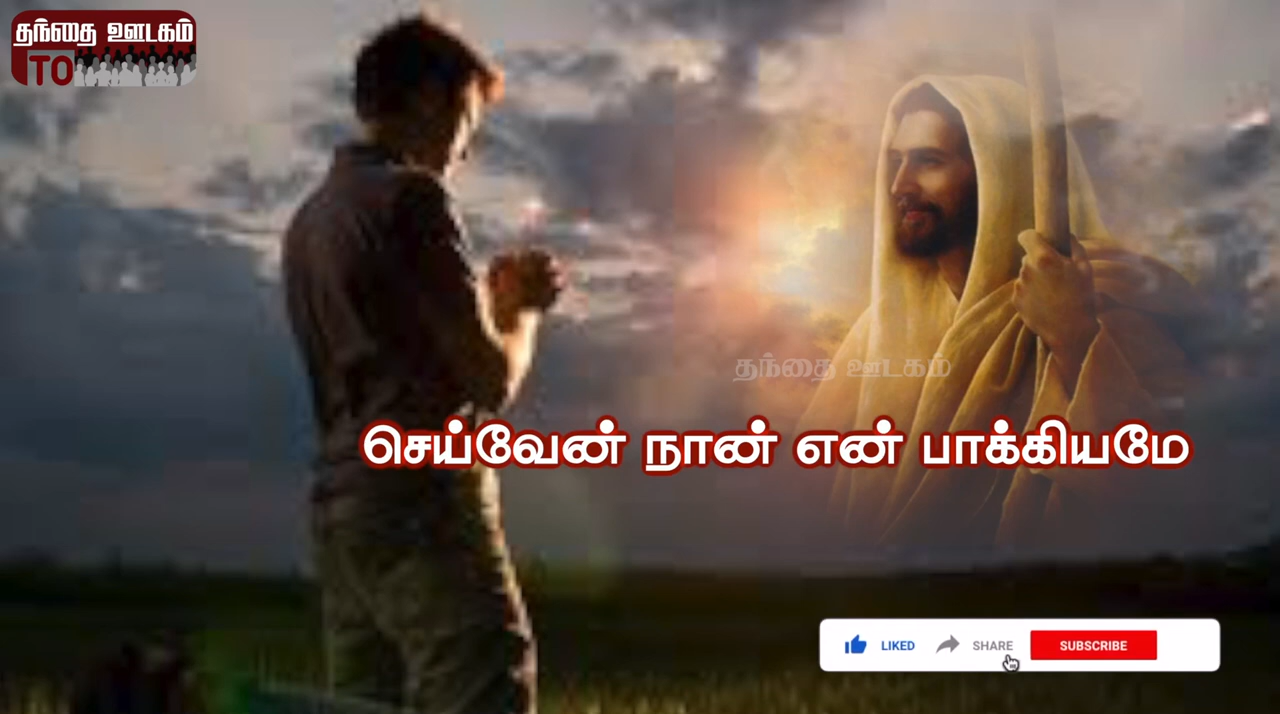 தந்தை ஊடகம்
TO
தந்தை ஊடகம்
செய்வேன் நான் என் பாக்கியமே
LIKED SHARE SUBSCRIBE